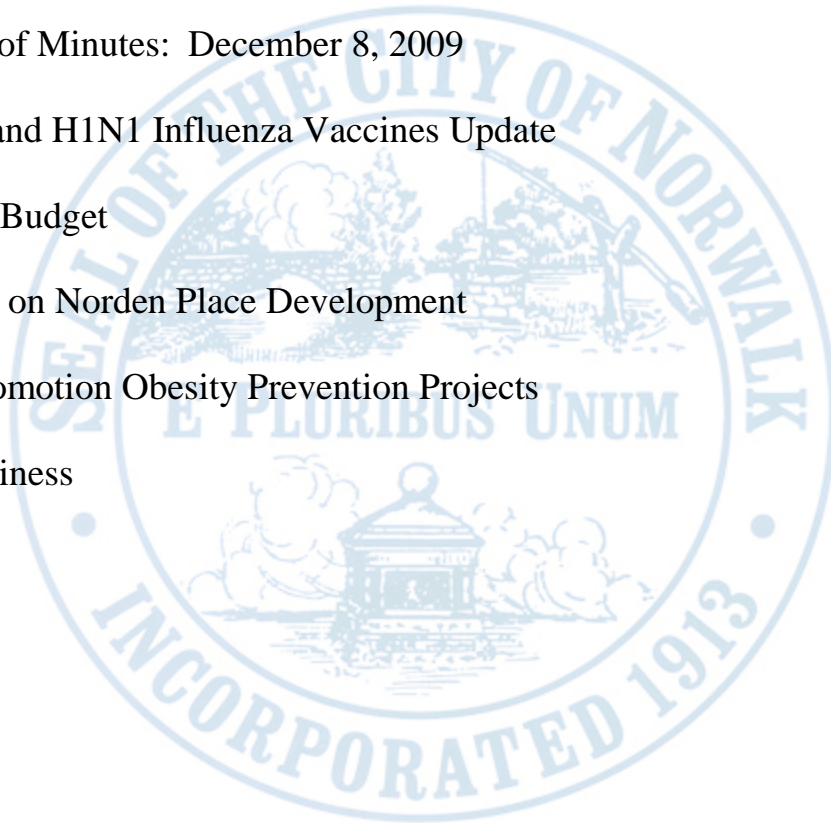 of Minutes: December 8, 2009
and H1N1 Influenza Vaccines Update
Budget
on Norden Place Development
omotion Obesity Prevention Projects
iness
SEAL OF THE CITY OF NORWALK
E PLURIBUS UNUM
INCORPORATED 1913